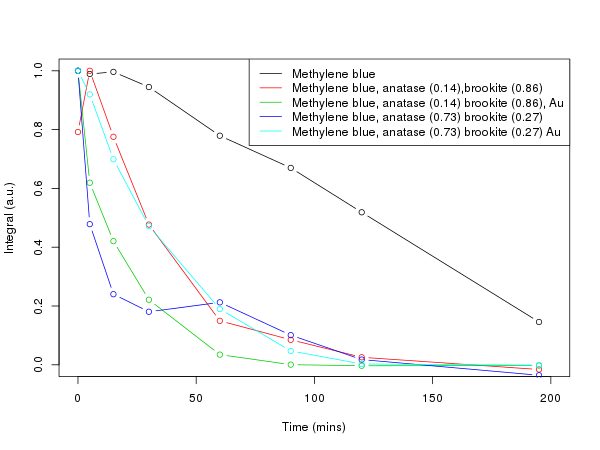 Methylene blue
Methylene blue, anatase (0.14),brookite (0.86)
Methylene blue, anatase (0.14) brookite (0.86), Au
Methylene blue, anatase (0.73) brookite (0.27)
Methylene blue, anatase (0.73) brookite (0.27) Au
Integral (a.u.)
1.0
0.8
0.6
0.4
0.2
0.0
0 50 100 150 200
Time (mins)